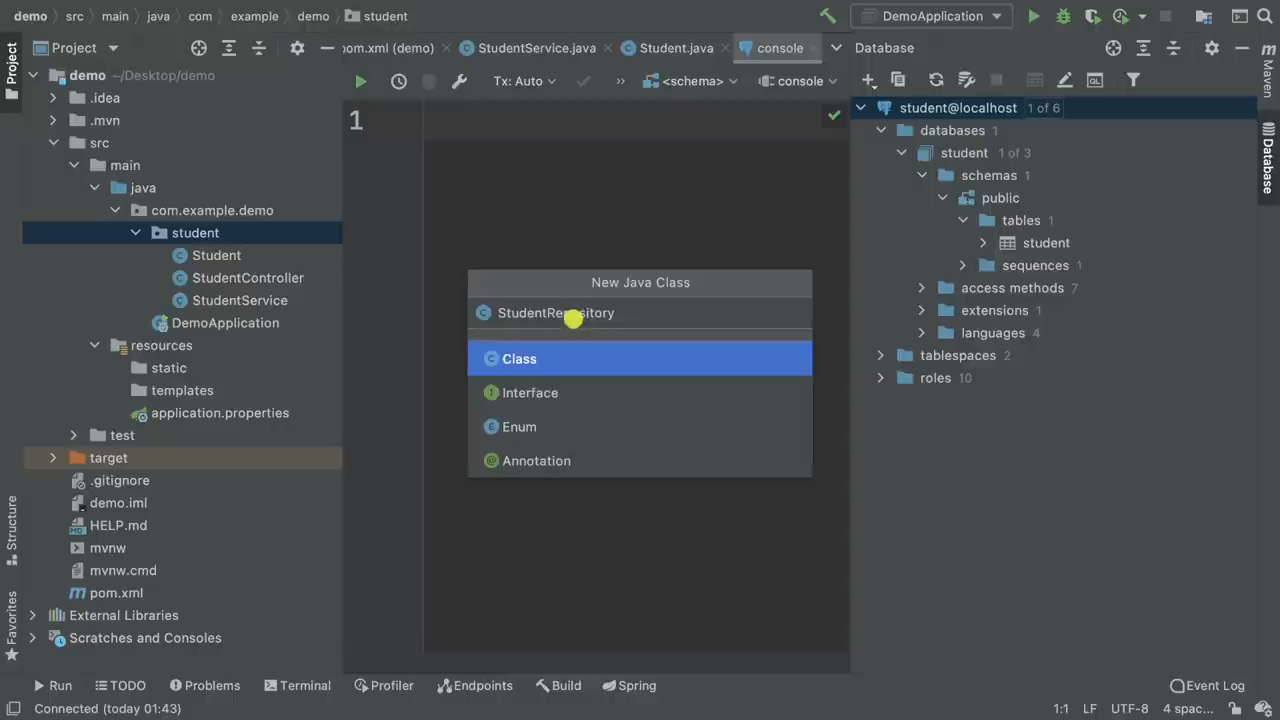 demo › src › main › java › com › example › demo › student
DemoApplication
Project
pom.xml (demo)
StudentService.java
Student.java
console
Database
Tx: Auto
<schema>
console
demo ~/Desktop/demo
.idea
.mvn
src
main
java
com.example.demo
student
Student
StudentController
StudentService
DemoApplication
resources
static
templates
application.properties
test
target
.gitignore
demo.iml
HELP.md
mvnw
mvnw.cmd
pom.xml
External Libraries
Scratches and Consoles
1
New Java Class
StudentRepository
Class
Interface
Enum
Annotation
student@localhost 1 of 6
databases 1
student 1 of 3
schemas 1
public
tables 1
student
sequences 1
access methods 7
extensions 1
languages 4
tablespaces 2
roles 10
Project
Structure
Favorites
Maven
Database
Run
TODO
Problems
Terminal
Profiler
Endpoints
Build
Spring
Event Log
Connected (today 01:43)
1:1 LF UTF-8 4 spac...